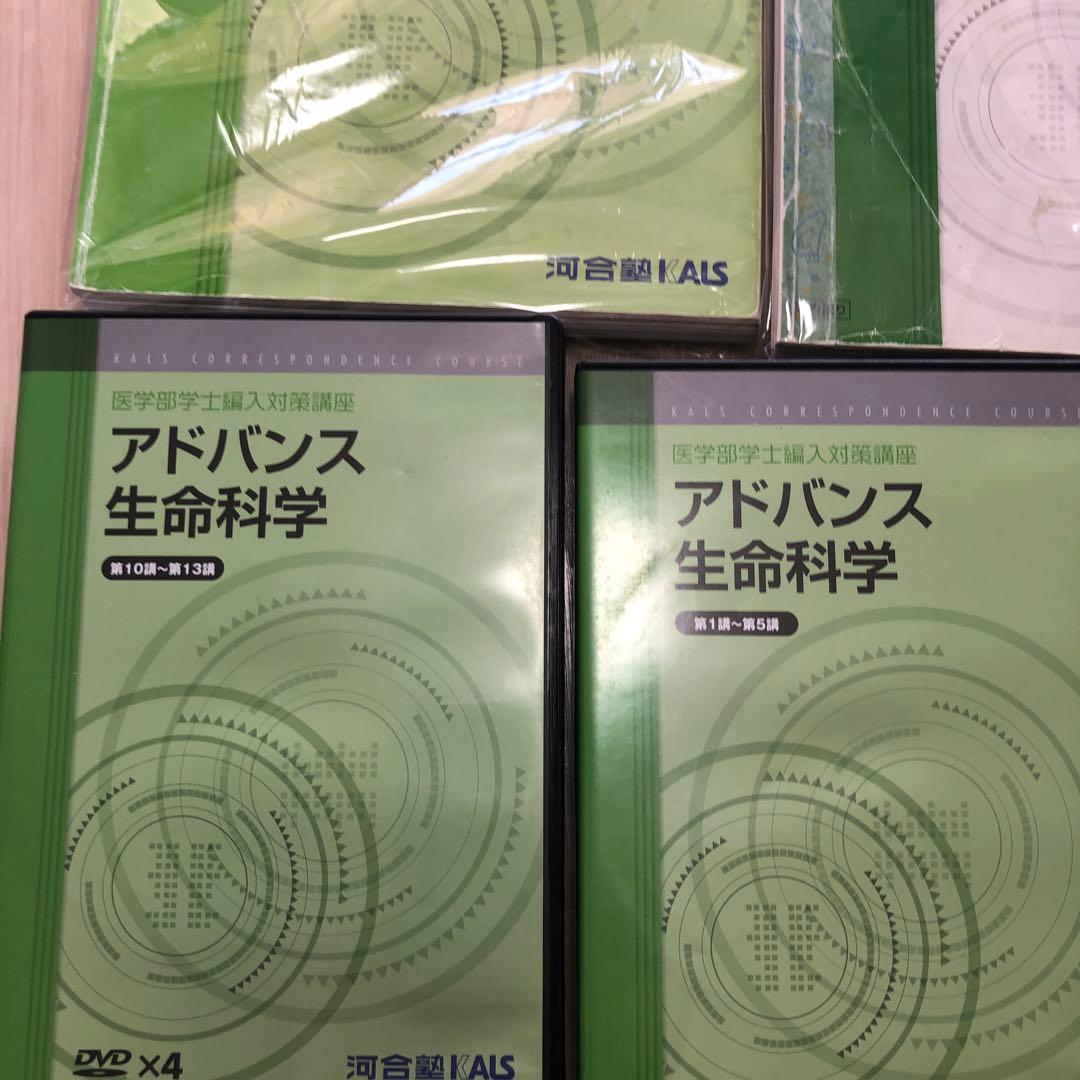 河合塾KALS
KALS CORRESPONDENCE COURSE
医学部学士編入対策講座
アドバンス
生命科学
第10講〜第13講
DVD ×4
河合塾KALS
KALS CORRESPONDENCE COURSE
医学部学士編入対策講座
アドバンス
生命科学
第1講〜第5講